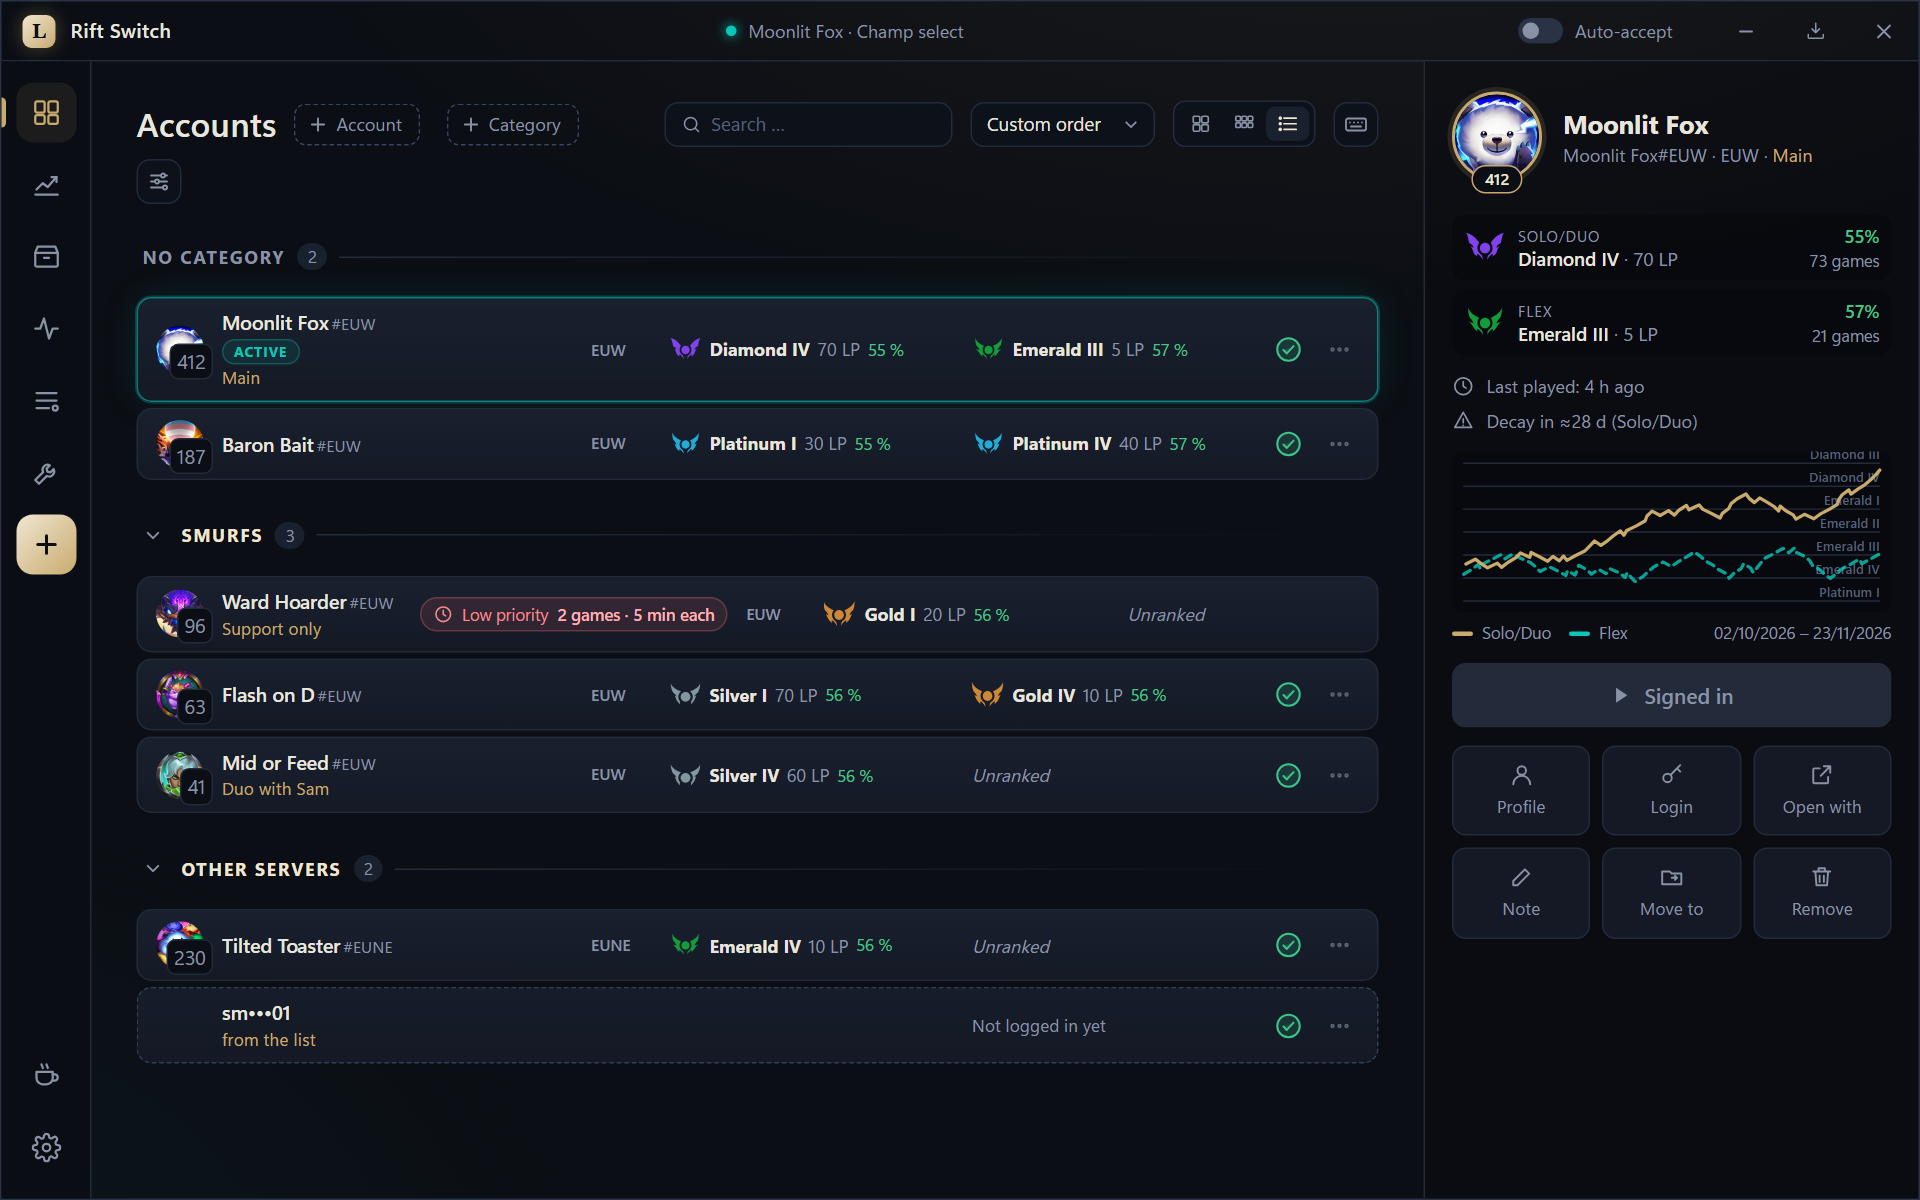 L Rift Switch
Moonlit Fox · Champ select
Auto-accept
Accounts
+ Account
+ Category
Search ...
Custom order
NO CATEGORY 2
412
Moonlit Fox #EUW
ACTIVE
Main
EUW
Diamond IV 70 LP 55 %
Emerald III 5 LP 57 %
187
Baron Bait #EUW
EUW
Platinum I 30 LP 55 %
Platinum IV 40 LP 57 %
SMURFS 3
96
Ward Hoarder #EUW
Support only
Low priority 2 games · 5 min each
EUW
Gold I 20 LP 56 %
Unranked
63
Flash on D #EUW
EUW
Silver I 70 LP 56 %
Gold IV 10 LP 56 %
41
Mid or Feed #EUW
Duo with Sam
EUW
Silver IV 60 LP 56 %
Unranked
OTHER SERVERS 2
230
Tilted Toaster #EUNE
EUNE
Emerald IV 10 LP 56 %
Unranked
sm•••01
from the list
Not logged in yet
412
Moonlit Fox
Moonlit Fox#EUW · EUW · Main
SOLO/DUO
Diamond IV · 70 LP
55%
73 games
FLEX
Emerald III · 5 LP
57%
21 games
Last played: 4 h ago
Decay in ≈28 d (Solo/Duo)
Diamond III
Diamond IV
Emerald I
Emerald II
Emerald III
Emerald IV
Platinum I
Solo/Duo
Flex
02/10/2026 – 23/11/2026
Signed in
Profile
Login
Open with
Note
Move to
Remove